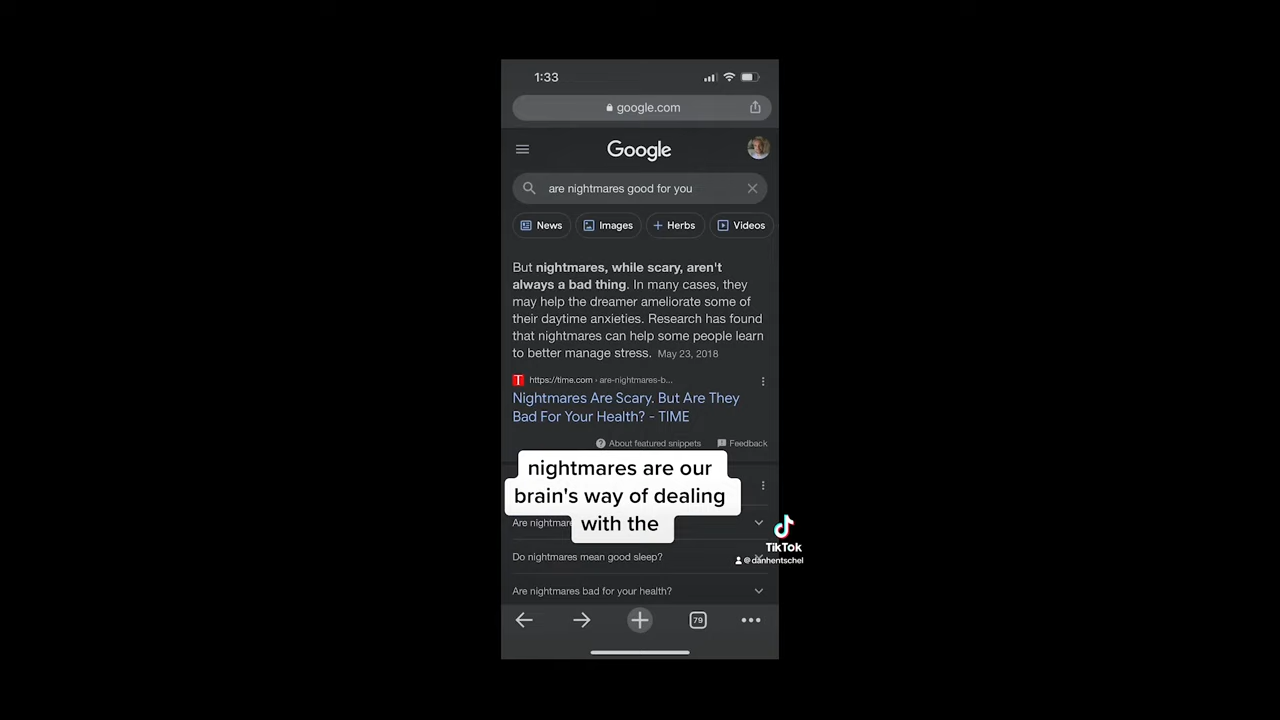 1:33
google.com
Google
are nightmares good for you
News
Images
Herbs
Videos
But nightmares, while scary, aren't
always a bad thing. In many cases, they
may help the dreamer ameliorate some of
their daytime anxieties. Research has found
that nightmares can help some people learn
to better manage stress. May 23, 2018
T https://time.com › are-nightmares-b...
Nightmares Are Scary. But Are They
Bad For Your Health? - TIME
About featured snippets
Feedback
nightmares are our
brain's way of dealing
with the
Are nightmare
Do nightmares mean good sleep?
Are nightmares bad for your health?
TikTok
@danhentschel
79